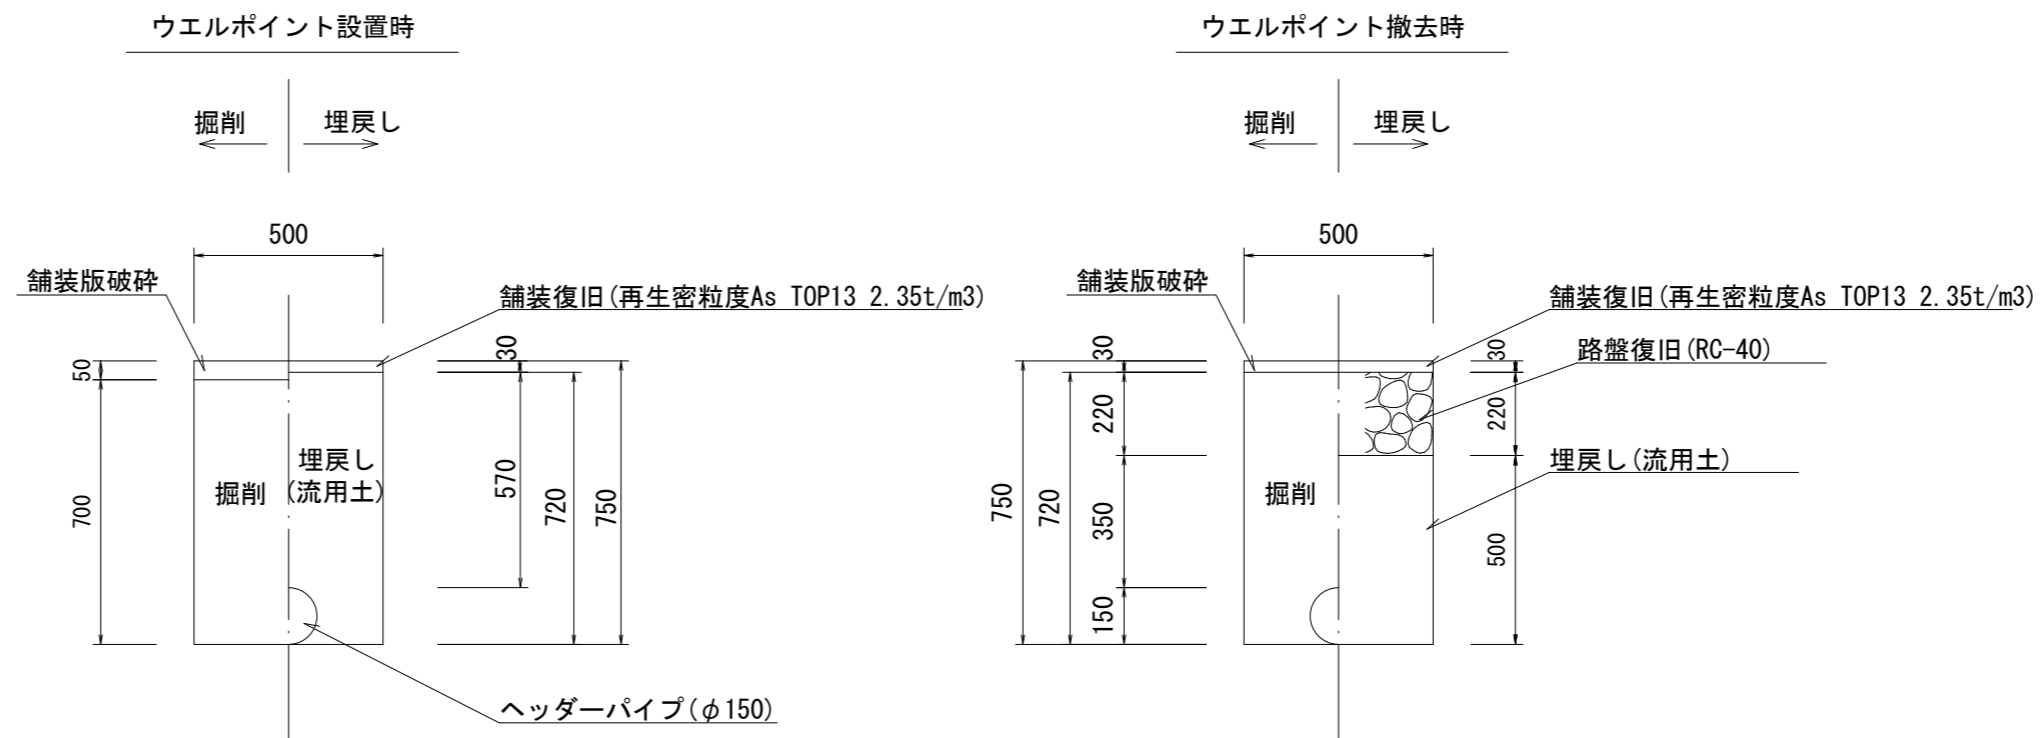 ウエルポイント設置時
掘削
埋戻し
500
舗装版破砕
舗装復旧(再生密粒度As TOP13 2.35t/m3)
50
700
30
570
720
750
掘削
埋戻し
(流用土)
ヘッダーパイプ(φ150)
ウエルポイント撤去時
掘削
埋戻し
500
舗装版破砕
舗装復旧(再生密粒度As TOP13 2.35t/m3)
路盤復旧(RC-40)
埋戻し(流用土)
750
720
30
220
350
150
掘削
30
220
500